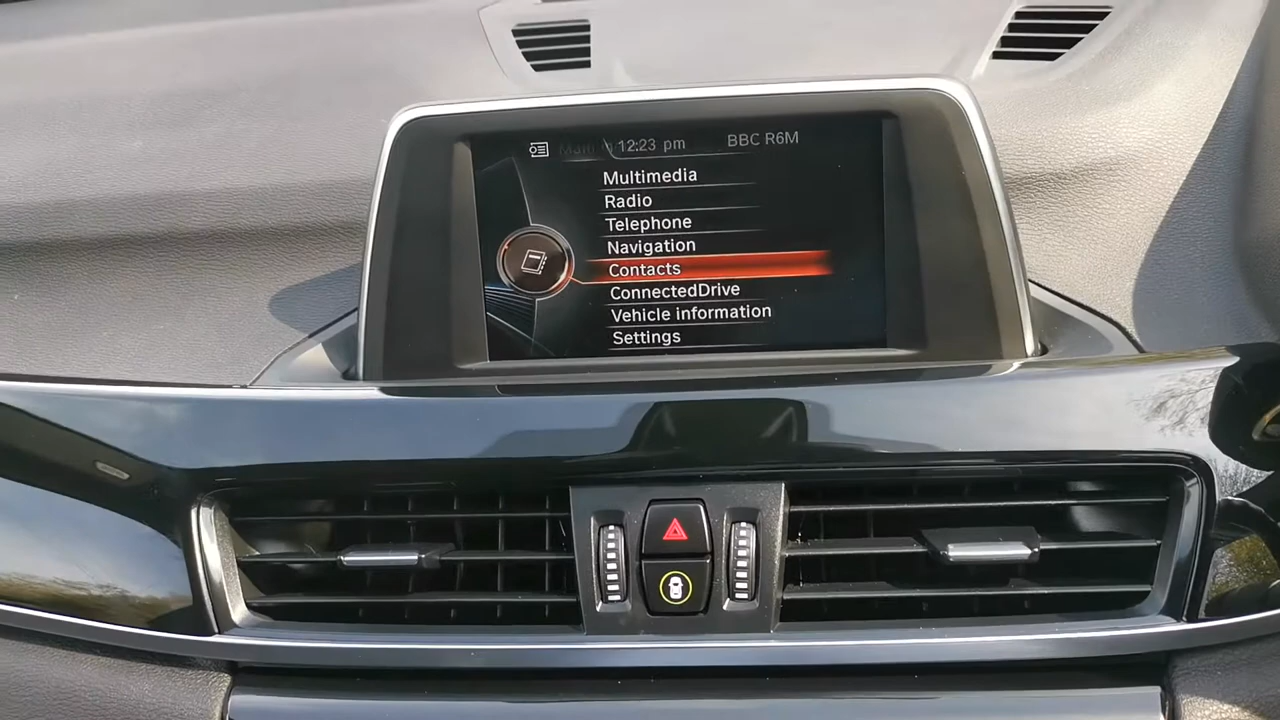 12:23 pm BBC R6M
Multimedia
Radio
Telephone
Navigation
Contacts
ConnectedDrive
Vehicle information
Settings